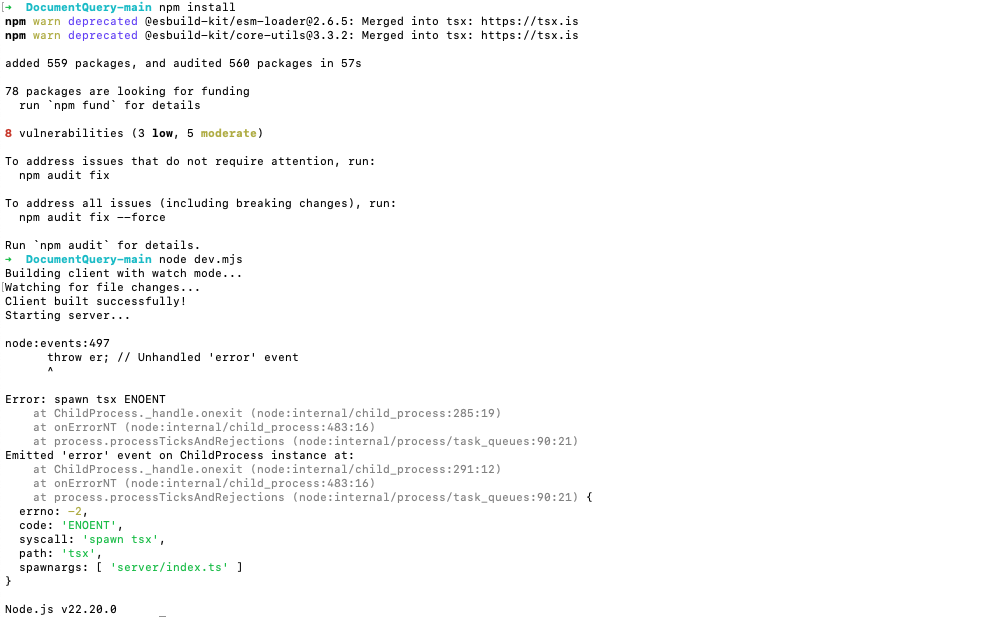 [→  DocumentQuery-main npm install
npm warn deprecated @esbuild-kit/esm-loader@2.6.5: Merged into tsx: https://tsx.is
npm warn deprecated @esbuild-kit/core-utils@3.3.2: Merged into tsx: https://tsx.is

added 559 packages, and audited 560 packages in 57s

78 packages are looking for funding
  run `npm fund` for details

8 vulnerabilities (3 low, 5 moderate)

To address issues that do not require attention, run:
  npm audit fix

To address all issues (including breaking changes), run:
  npm audit fix --force

Run `npm audit` for details.
→  DocumentQuery-main node dev.mjs
Building client with watch mode...
[Watching for file changes...
Client built successfully!
Starting server...

node:events:497
      throw er; // Unhandled 'error' event
      ^

Error: spawn tsx ENOENT
    at ChildProcess._handle.onexit (node:internal/child_process:285:19)
    at onErrorNT (node:internal/child_process:483:16)
    at process.processTicksAndRejections (node:internal/process/task_queues:90:21)
Emitted 'error' event on ChildProcess instance at:
    at ChildProcess._handle.onexit (node:internal/child_process:291:12)
    at onErrorNT (node:internal/child_process:483:16)
    at process.processTicksAndRejections (node:internal/process/task_queues:90:21) {
  errno: -2,
  code: 'ENOENT',
  syscall: 'spawn tsx',
  path: 'tsx',
  spawnargs: [ 'server/index.ts' ]
}

Node.js v22.20.0